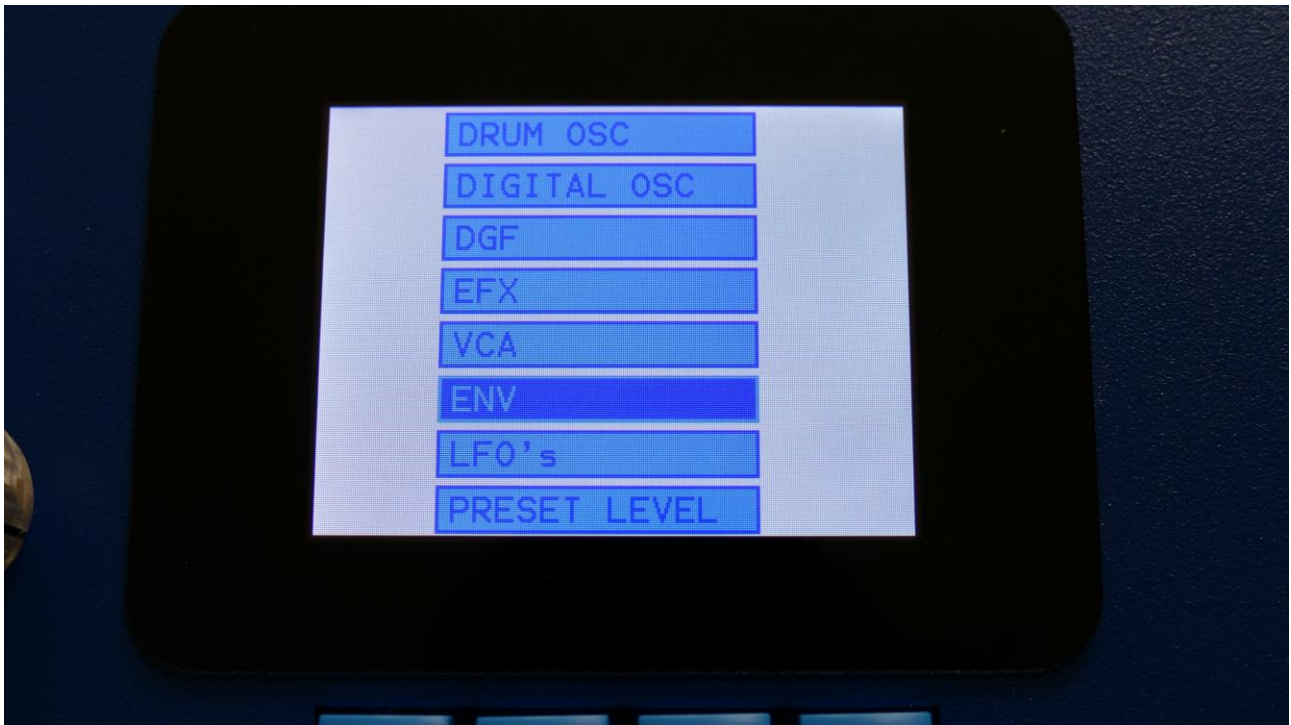 DRUM OSC
DIGITAL OSC
DGF
EFX
VCA
ENV
LFO's
PRESET LEVEL